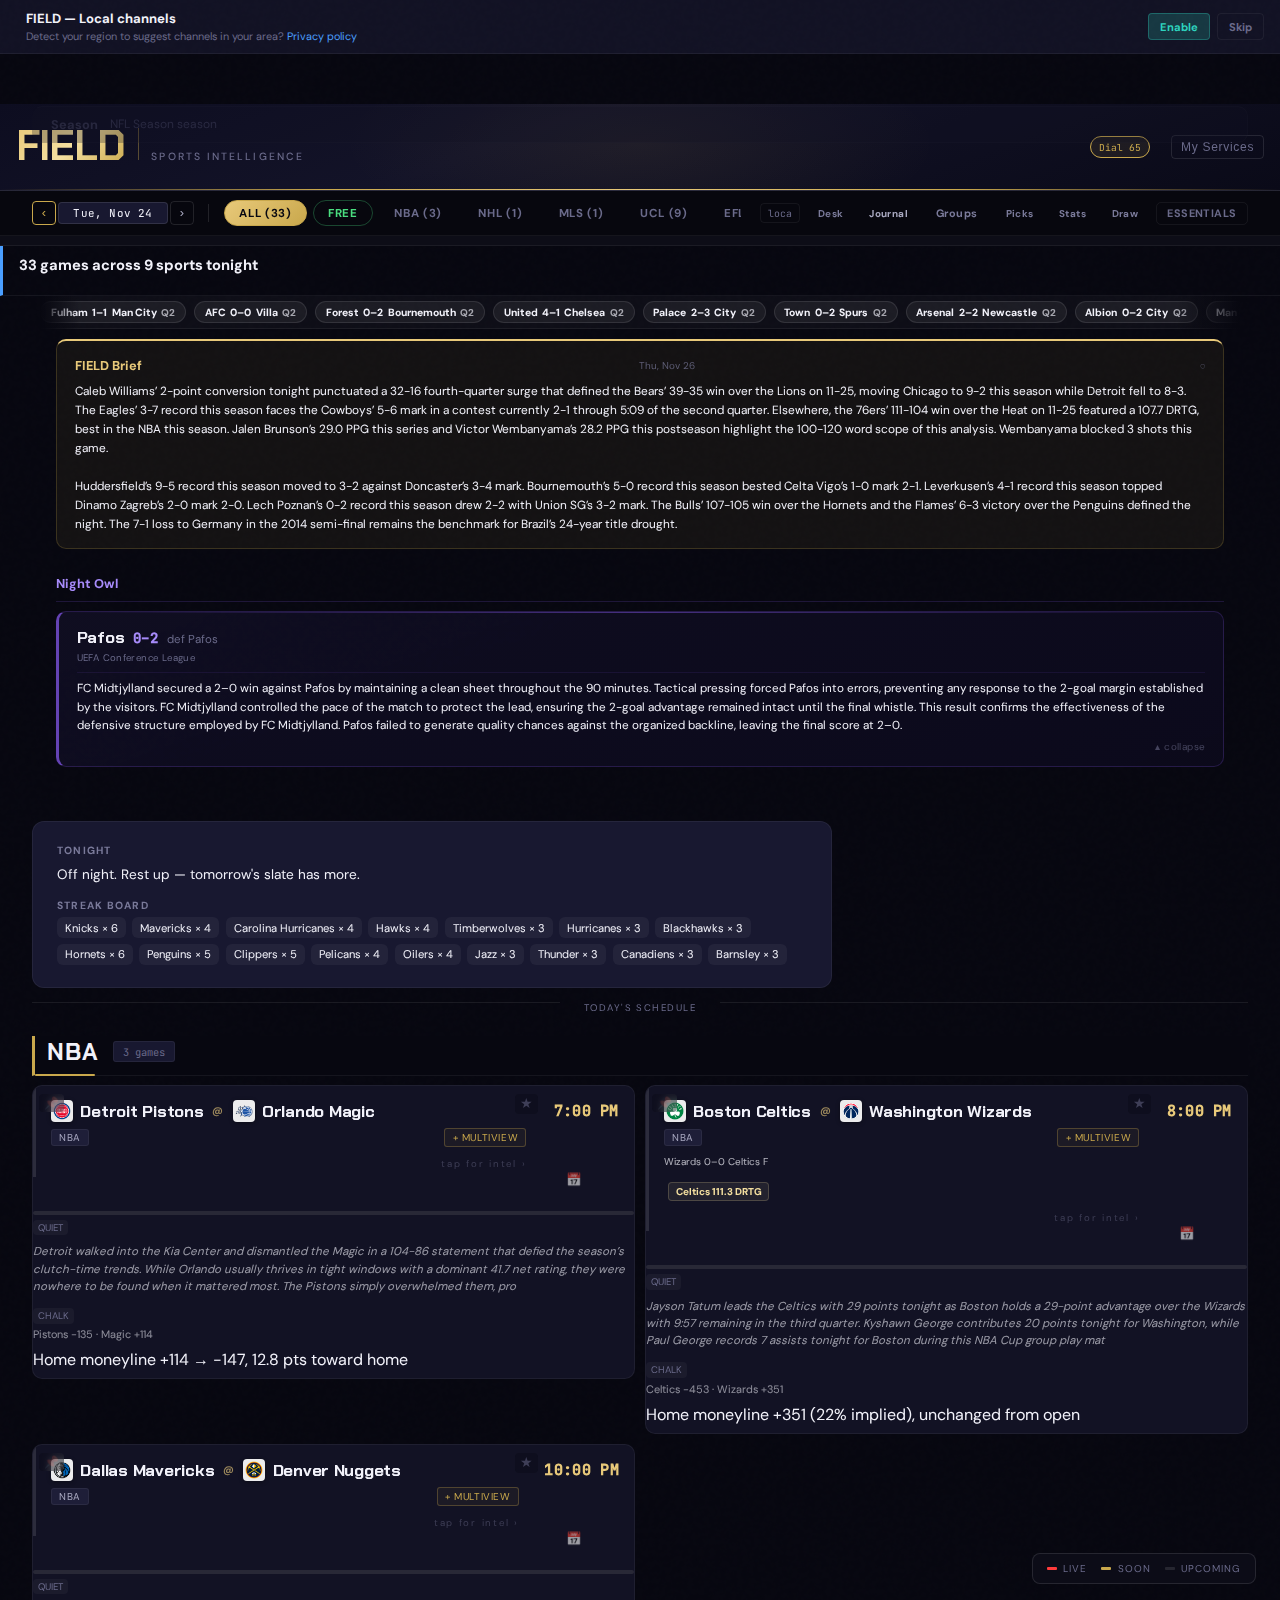 FIELD — Local channels
Detect your region to suggest channels in your area? Privacy policy
Enable
Skip
Season NFL Season season
FIELD
SPORTS INTELLIGENCE
Dial 65
My Services
‹ Tue, Nov 24 ›
ALL (33)
FREE
NBA (3)
NHL (1)
MLS (1)
UCL (9)
EFL
loca
Desk
Journal
Groups
Picks
Stats
Draw
ESSENTIALS
33 games across 9 sports tonight
Fulham 1–1 Man City Q2
AFC 0–0 Villa Q2
Forest 0–2 Bournemouth Q2
United 4–1 Chelsea Q2
Palace 2–3 City Q2
Town 0–2 Spurs Q2
Arsenal 2–2 Newcastle Q2
Albion 0–2 City Q2
Man
FIELD Brief
Thu, Nov 26
Caleb Williams' 2-point conversion tonight punctuated a 32-16 fourth-quarter surge that defined the Bears' 39-35 win over the Lions on 11-25, moving Chicago to 9-2 this season while Detroit fell to 8-3.
The Eagles' 3-7 record this season faces the Cowboys' 5-6 mark in a contest currently 2-1 through 5:09 of the second quarter. Elsewhere, the 76ers' 111-104 win over the Heat on 11-25 featured a 107.7 DRTG,
best in the NBA this season. Jalen Brunson's 29.0 PPG this series and Victor Wembanyama's 28.2 PPG this postseason highlight the 100-120 word scope of this analysis. Wembanyama blocked 3 shots this
game.
Huddersfield's 9-5 record this season moved to 3-2 against Doncaster's 3-4 mark. Bournemouth's 5-0 record this season bested Celta Vigo's 1-0 mark 2-1. Leverkusen's 4-1 record this season topped
Dinamo Zagreb's 2-0 mark 2-0. Lech Poznan's 0-2 record this season drew 2-2 with Union SG's 3-2 mark. The Bulls' 107-105 win over the Hornets and the Flames' 6-3 victory over the Penguins defined the
night. The 7-1 loss to Germany in the 2014 semi-final remains the benchmark for Brazil's 24-year title drought.
Night Owl
Pafos 0–2 def Pafos
UEFA Conference League
FC Midtjylland secured a 2–0 win against Pafos by maintaining a clean sheet throughout the 90 minutes. Tactical pressing forced Pafos into errors, preventing any response to the 2-goal margin established
by the visitors. FC Midtjylland controlled the pace of the match to protect the lead, ensuring the 2-goal advantage remained intact until the final whistle. This result confirms the effectiveness of the
defensive structure employed by FC Midtjylland. Pafos failed to generate quality chances against the organized backline, leaving the final score at 2–0.
▴ collapse
TONIGHT
Off night. Rest up — tomorrow's slate has more.
STREAK BOARD
Knicks × 6
Mavericks × 4
Carolina Hurricanes × 4
Hawks × 4
Timberwolves × 3
Hurricanes × 3
Blackhawks × 3
Hornets × 6
Penguins × 5
Clippers × 5
Pelicans × 4
Oilers × 4
Jazz × 3
Thunder × 3
Canadiens × 3
Barnsley × 3
TODAY'S SCHEDULE
NBA
3 games
Detroit Pistons @ Orlando Magic
★
7:00 PM
NBA
+ MULTIVIEW
tap for intel ›
QUIET
Detroit walked into the Kia Center and dismantled the Magic in a 104-86 statement that defied the season's
clutch-time trends. While Orlando usually thrives in tight windows with a dominant 41.7 net rating, they were
nowhere to be found when it mattered most. The Pistons simply overwhelmed them, pro
CHALK
Pistons -135 · Magic +114
Home moneyline +114 → -147, 12.8 pts toward home
Boston Celtics @ Washington Wizards
★
8:00 PM
NBA
+ MULTIVIEW
Wizards 0–0 Celtics F
Celtics 111.3 DRTG
tap for intel ›
QUIET
Jayson Tatum leads the Celtics with 29 points tonight as Boston holds a 29-point advantage over the Wizards
with 9:57 remaining in the third quarter. Kyshawn George contributes 20 points tonight for Washington, while
Paul George records 7 assists tonight for Boston during this NBA Cup group play mat
CHALK
Celtics -453 · Wizards +351
Home moneyline +351 (22% implied), unchanged from open
Dallas Mavericks @ Denver Nuggets
★
10:00 PM
NBA
+ MULTIVIEW
tap for intel ›
QUIET
LIVE
SOON
UPCOMING